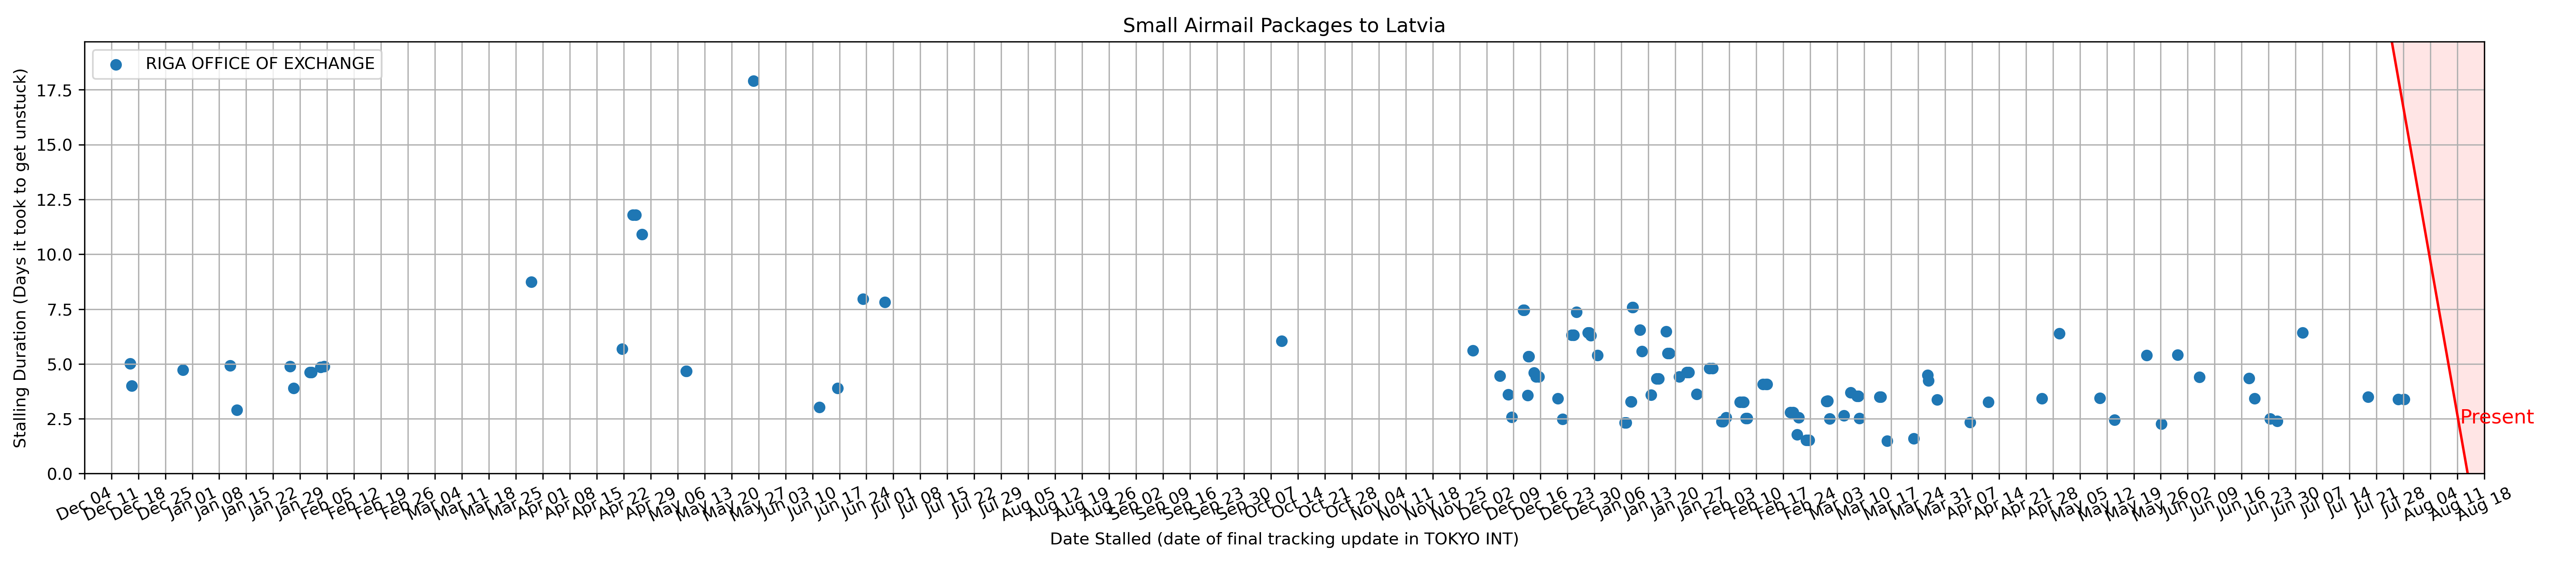 Small Airmail Packages to Latvia
RIGA OFFICE OF EXCHANGE
Stalling Duration (Days it took to get unstuck)
17.5
15.0
12.5
10.0
7.5
5.0
2.5
0.0
Present
Dec 04
Dec 11
Dec 18
Dec 25
Jan 01
Jan 08
Jan 15
Jan 22
Jan 29
Feb 05
Feb 12
Feb 19
Feb 26
Mar 04
Mar 11
Mar 18
Mar 25
Apr 01
Apr 08
Apr 15
Apr 22
Apr 29
May 06
May 13
May 20
May 27
Jun 03
Jun 10
Jun 17
Jun 24
Jul 01
Jul 08
Jul 15
Jul 22
Jul 29
Aug 05
Aug 12
Aug 19
Aug 26
Sep 02
Sep 09
Sep 16
Sep 23
Sep 30
Oct 07
Oct 14
Oct 21
Oct 28
Nov 04
Nov 11
Nov 18
Nov 25
Dec 02
Dec 09
Dec 16
Dec 23
Dec 30
Jan 06
Jan 13
Jan 20
Jan 27
Feb 03
Feb 10
Feb 17
Feb 24
Mar 03
Mar 10
Mar 17
Mar 24
Mar 31
Apr 07
Apr 14
Apr 21
Apr 28
May 05
May 12
May 19
May 26
Jun 02
Jun 09
Jun 16
Jun 23
Jun 30
Jul 07
Jul 14
Jul 21
Jul 28
Aug 04
Aug 11
Aug 18
Date Stalled (date of final tracking update in TOKYO INT)